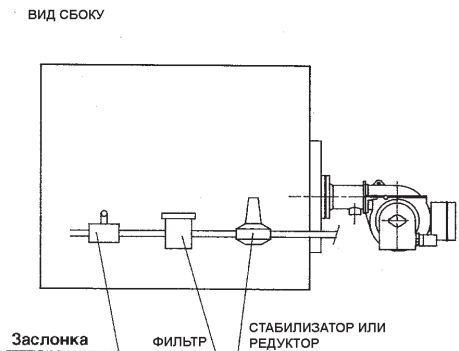 ВИД СБОКУ
Заслонка
ФИЛЬТР
СТАБИЛИЗАТОР ИЛИ
РЕДУКТОР